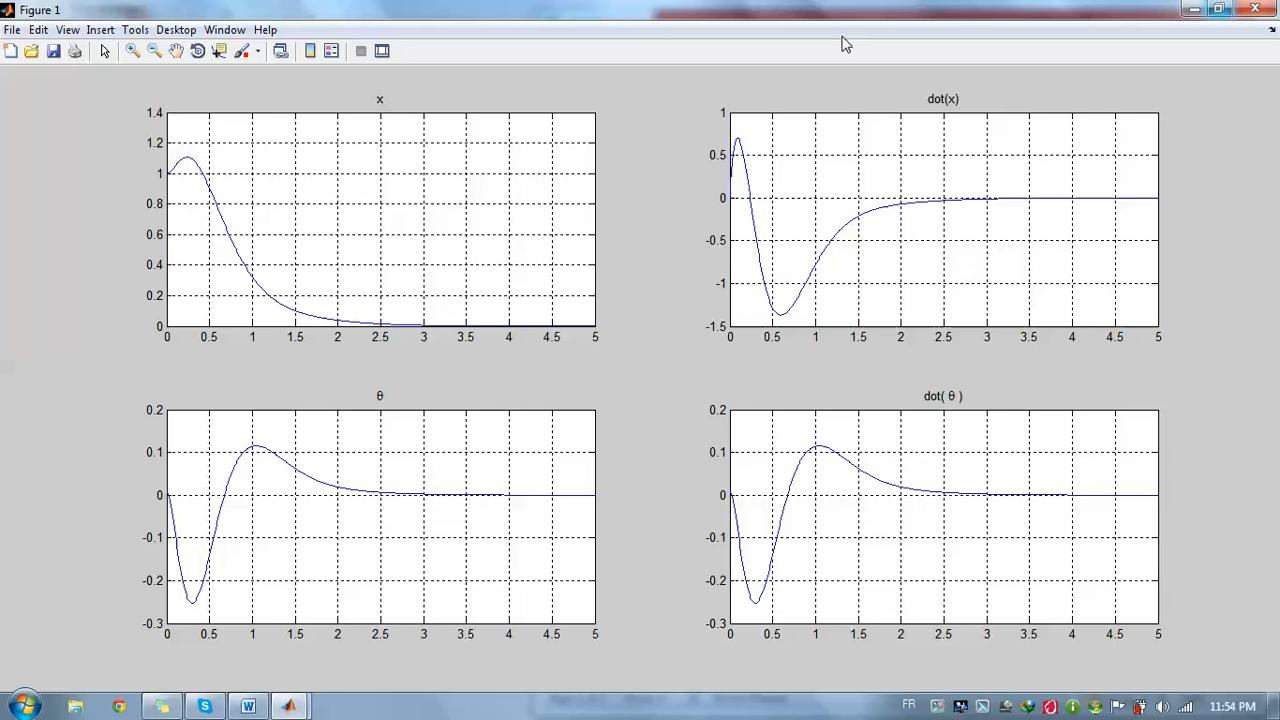 Figure 1
File Edit View Insert Tools Desktop Window Help
x
1.4
1.2
1
0.8
0.6
0.4
0.2
0
0 0.5 1 1.5 2 2.5 3 3.5 4 4.5 5
dot(x)
1
0.5
0
-0.5
-1
-1.5
0 0.5 1 1.5 2 2.5 3 3.5 4 4.5 5
θ
0.2
0.1
0
-0.1
-0.2
-0.3
0 0.5 1 1.5 2 2.5 3 3.5 4 4.5 5
dot( θ )
0.2
0.1
0
-0.1
-0.2
-0.3
0 0.5 1 1.5 2 2.5 3 3.5 4 4.5 5
FR 11:54 PM